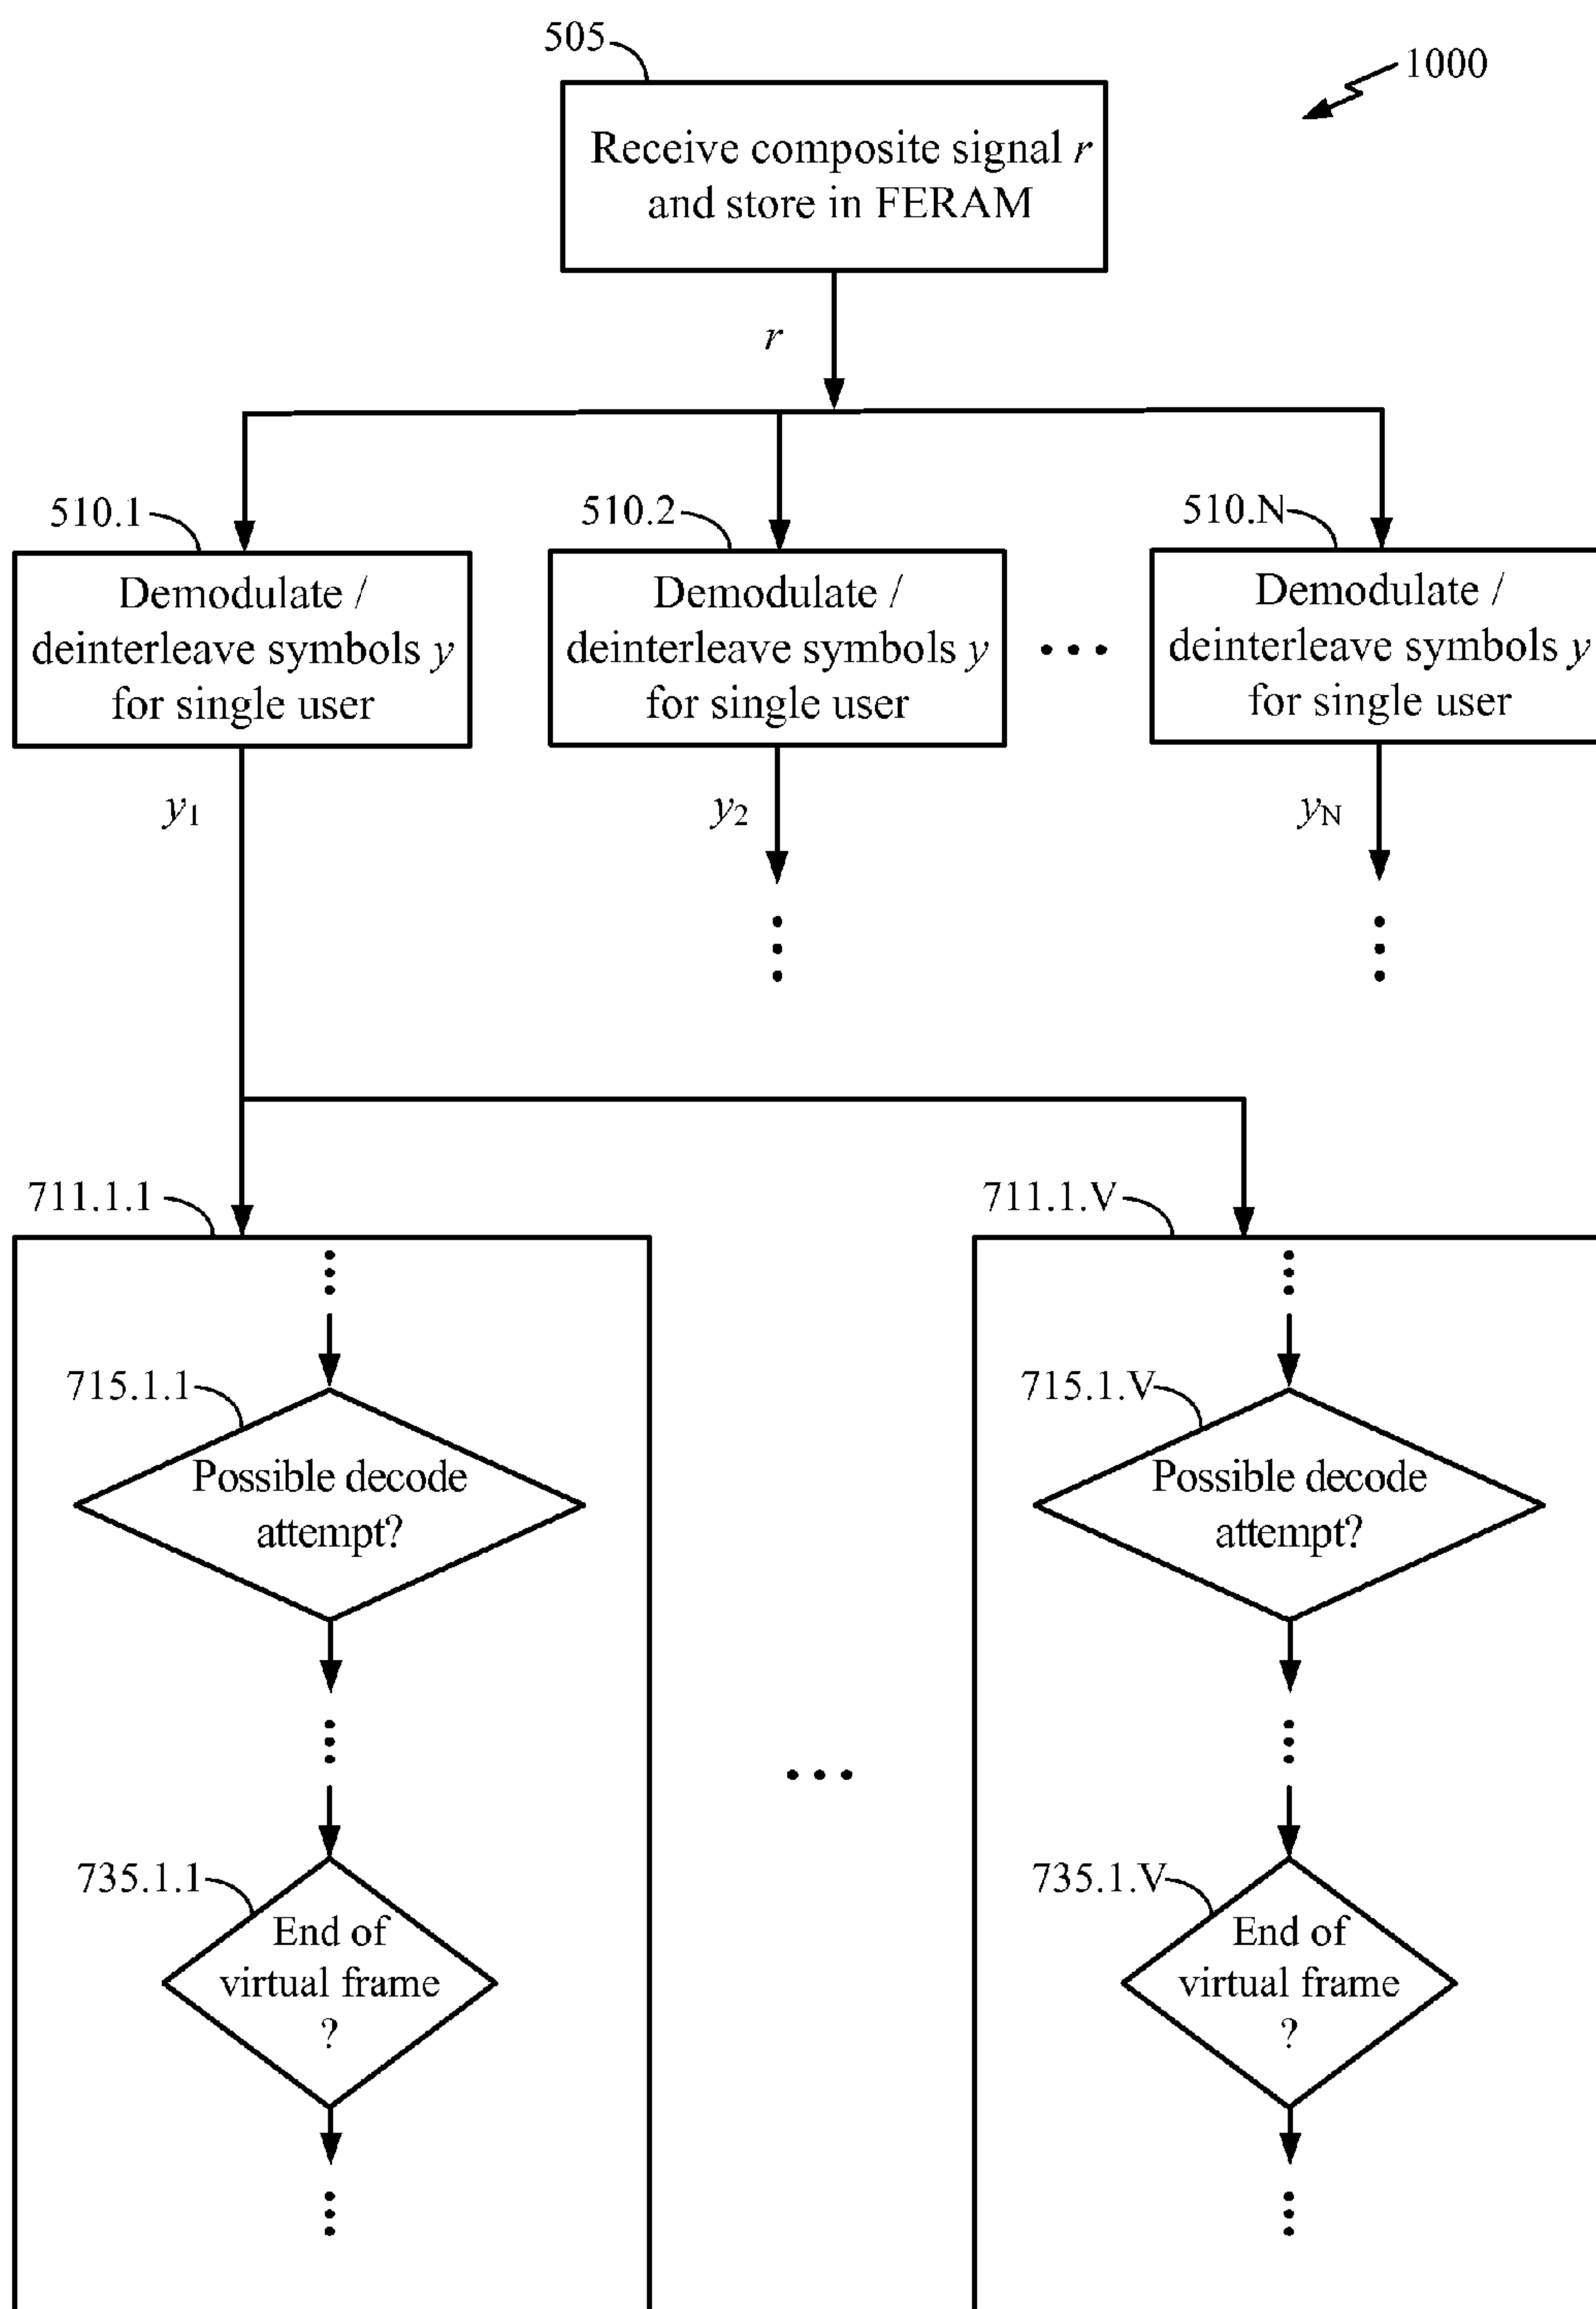 505
1000
Receive composite signal r
and store in FERAM
r
510.1
510.2
510.N
Demodulate /
deinterleave symbols y
for single user
Demodulate /
deinterleave symbols y
for single user
Demodulate /
deinterleave symbols y
for single user
y1
y2
yN
711.1.1
711.1.V
715.1.1
715.1.V
Possible decode
attempt?
Possible decode
attempt?
735.1.1
735.1.V
End of
virtual frame
?
End of
virtual frame
?